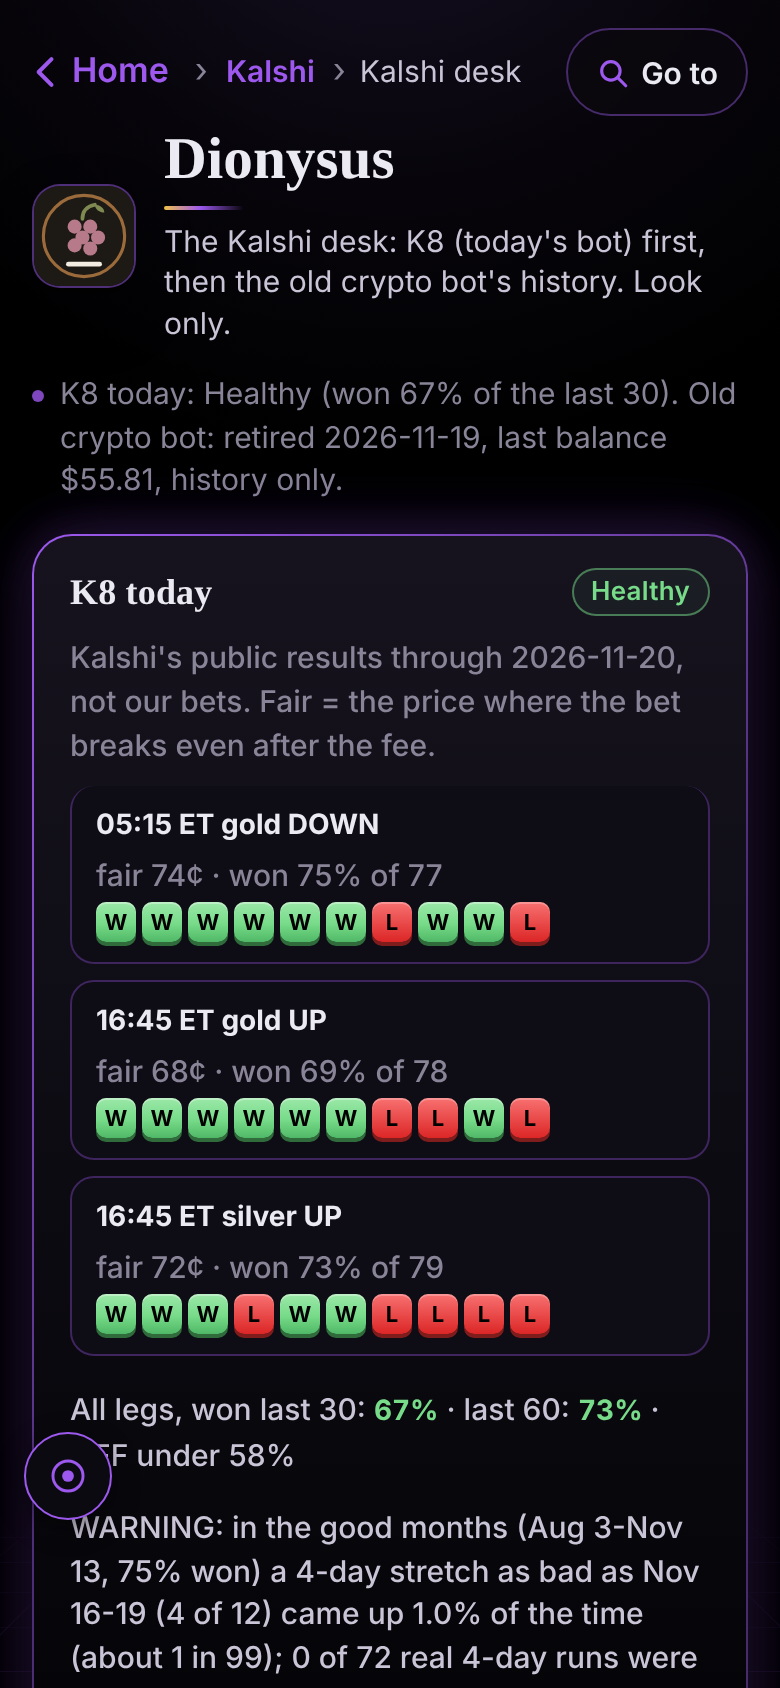 Home › Kalshi › Kalshi desk
Go to
Dionysus
The Kalshi desk: K8 (today's bot) first,
then the old crypto bot's history. Look
only.
K8 today: Healthy (won 67% of the last 30). Old
crypto bot: retired 2026-11-19, last balance
$55.81, history only.
K8 today
Healthy
Kalshi's public results through 2026-11-20,
not our bets. Fair = the price where the bet
breaks even after the fee.
05:15 ET gold DOWN
fair 74¢ · won 75% of 77
W W W W W W L W W L
16:45 ET gold UP
fair 68¢ · won 69% of 78
W W W W W W L L W L
16:45 ET silver UP
fair 72¢ · won 73% of 79
W W W L W W L L L L
All legs, won last 30: 67% · last 60: 73% ·
under 58%
WARNING: in the good months (Aug 3-Nov
13, 75% won) a 4-day stretch as bad as Nov
16-19 (4 of 12) came up 1.0% of the time
(about 1 in 99); 0 of 72 real 4-day runs were